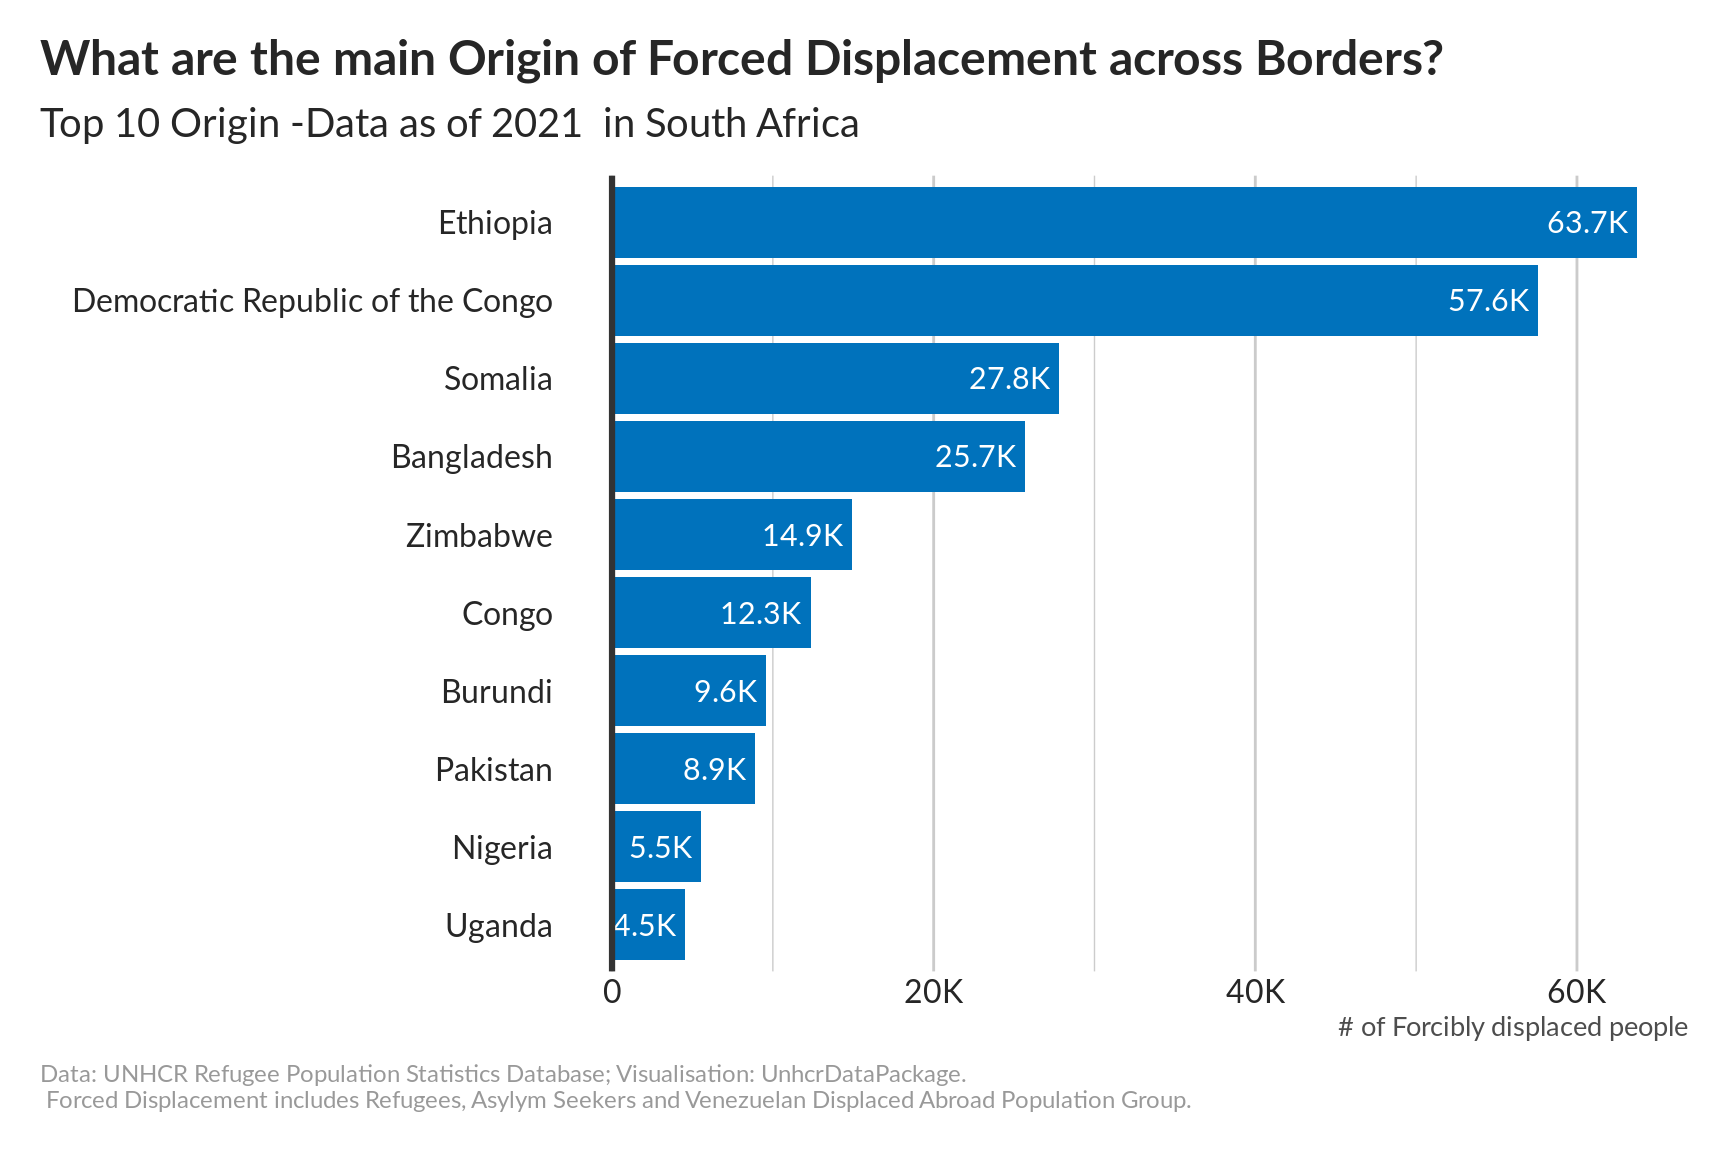 What are the main Origin of Forced Displacement across Borders?
Top 10 Origin -Data as of 2021  in South Africa
Ethiopia 63.7K
Democratic Republic of the Congo 57.6K
Somalia 27.8K
Bangladesh 25.7K
Zimbabwe 14.9K
Congo 12.3K
Burundi 9.6K
Pakistan 8.9K
Nigeria 5.5K
Uganda 4.5K
0 20K 40K 60K
# of Forcibly displaced people
Data: UNHCR Refugee Population Statistics Database; Visualisation: UnhcrDataPackage.
Forced Displacement includes Refugees, Asylym Seekers and Venezuelan Displaced Abroad Population Group.